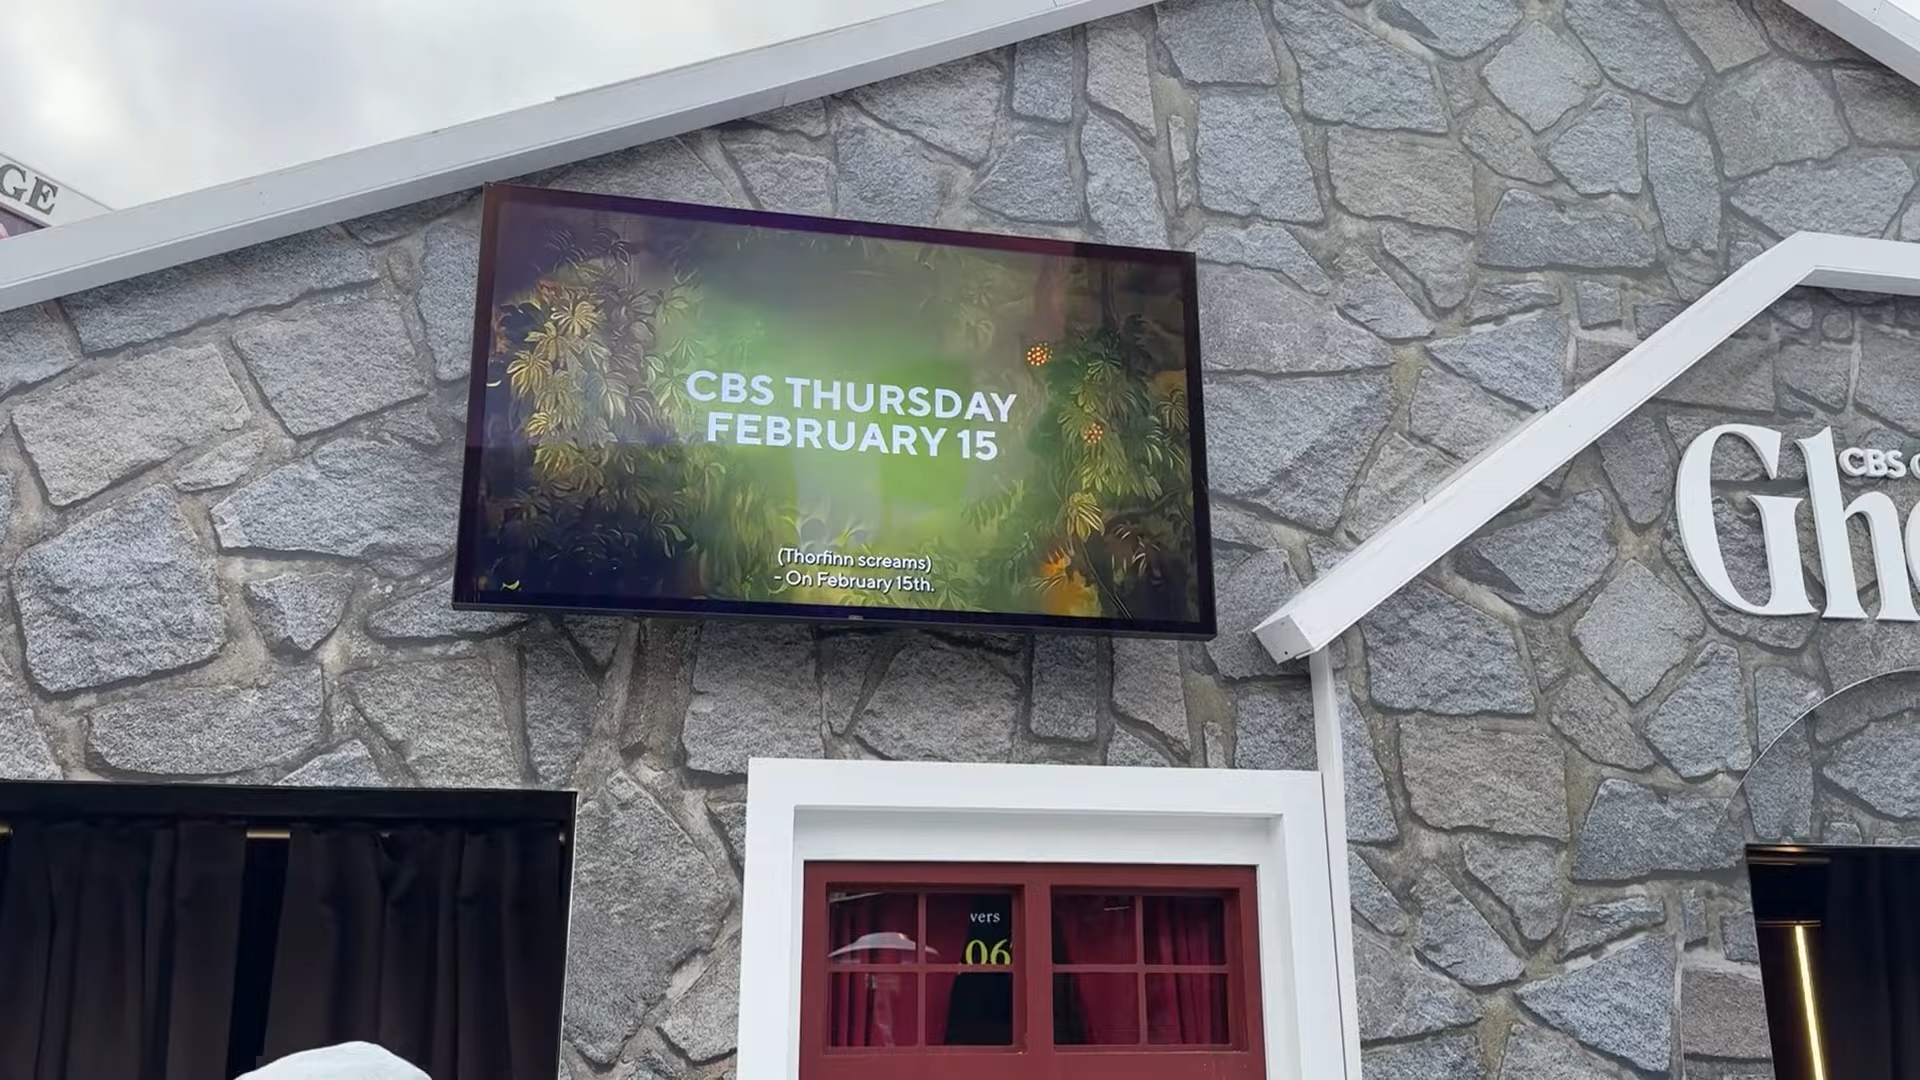 GE
CBS THURSDAY
FEBRUARY 15
(Thorfinn screams)
- On February 15th.
CBS
Gh
vers
06